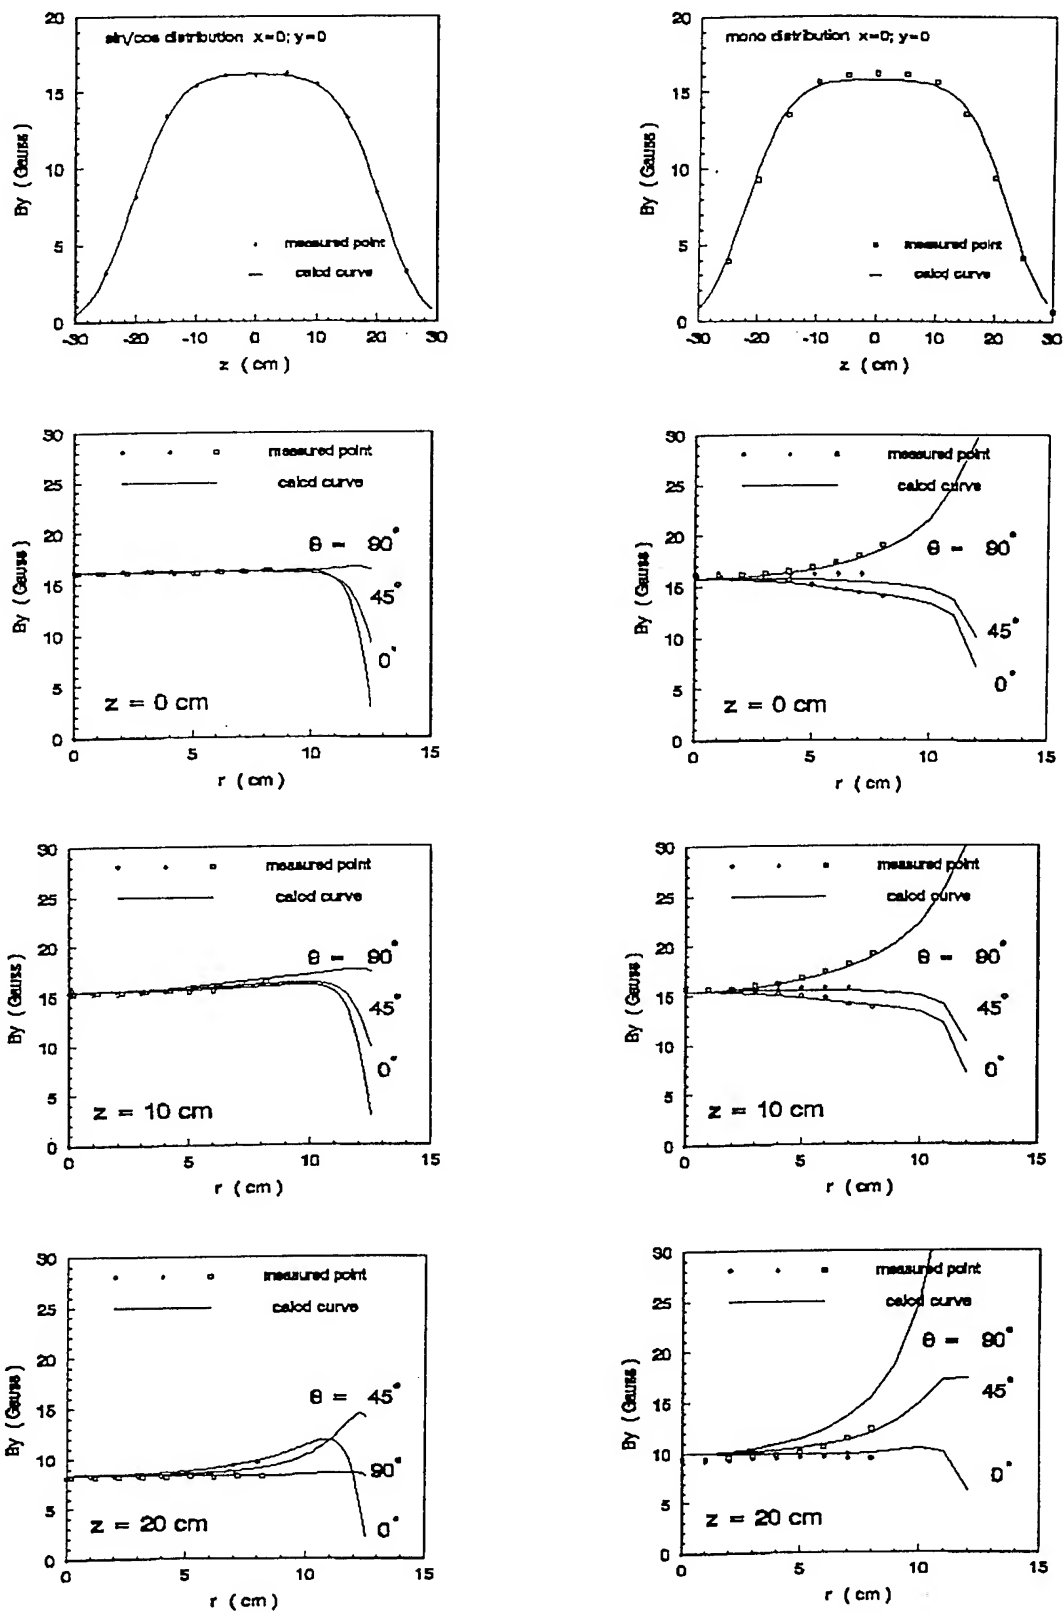 sin/cos distribution x=0; y=0
By (Gauss)
20
15
10
5
0
measured point
calcd curve
-30 -20 -10 0 10 20 30
z (cm)
mono distribution x=0; y=0
By (Gauss)
20
15
10
5
0
measured point
calcd curve
-30 -20 -10 0 10 20 30
z (cm)
By (Gauss)
30
25
20
15
10
5
0
measured point
calcd curve
θ = 90°
45°
0°
z = 0 cm
0 5 10 15
r (cm)
By (Gauss)
30
25
20
15
10
5
0
measured point
calcd curve
θ = 90°
45°
0°
z = 0 cm
0 5 10 15
r (cm)
By (Gauss)
30
25
20
15
10
5
0
measured point
calcd curve
θ = 90°
45°
0°
z = 10 cm
0 5 10 15
r (cm)
By (Gauss)
30
25
20
15
10
5
0
measured point
calcd curve
θ = 90°
45°
0°
z = 10 cm
0 5 10 15
r (cm)
By (Gauss)
30
25
20
15
10
5
0
measured point
calcd curve
θ = 45°
90°
0°
z = 20 cm
0 5 10 15
r (cm)
By (Gauss)
30
25
20
15
10
5
0
measured point
calcd curve
θ = 90°
45°
0°
z = 20 cm
0 5 10 15
r (cm)